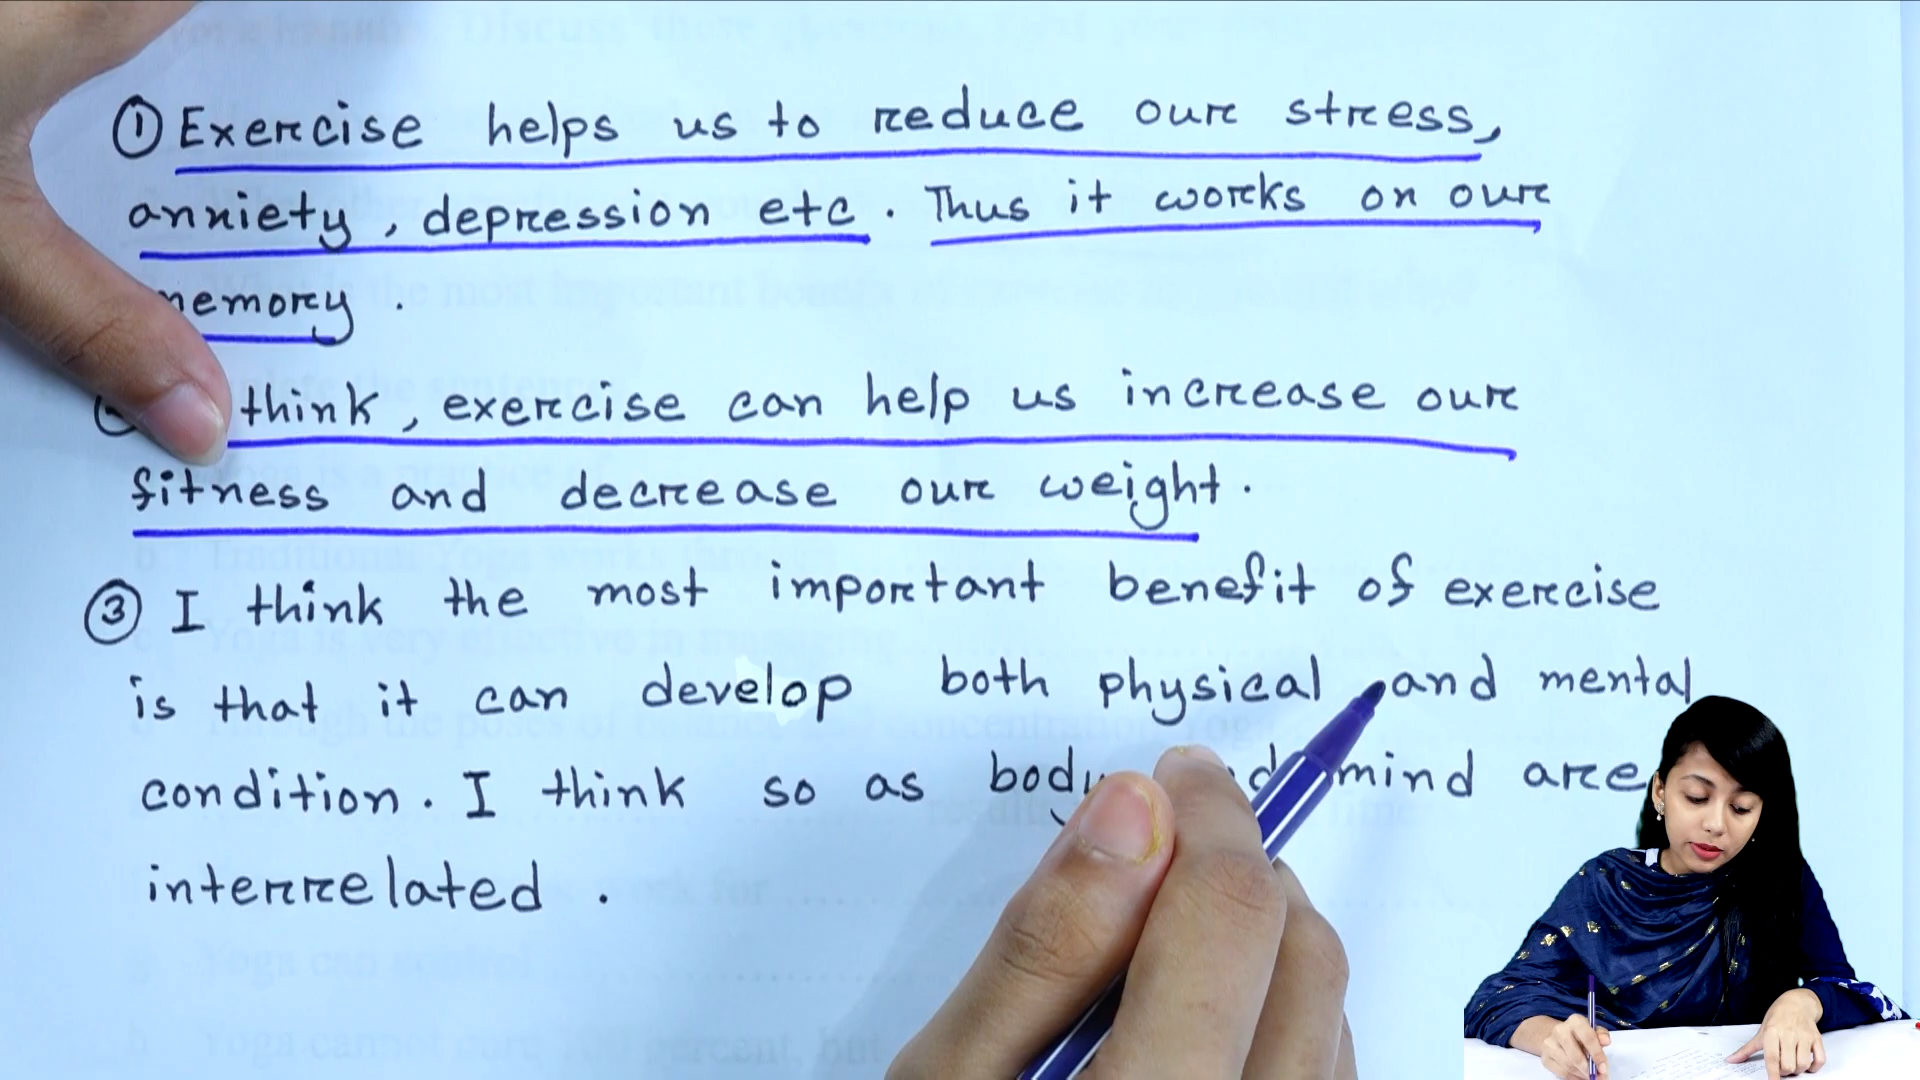 ① Exercise helps us to reduce our stress,
anxiety, depression etc. Thus it works on our
memory.
think, exercise can help us increase our
fitness and decrease our weight.
③ I think the most important benefit of exercise
is that it can develop both physical and mental
condition. I think so as body mind are
interrelated.